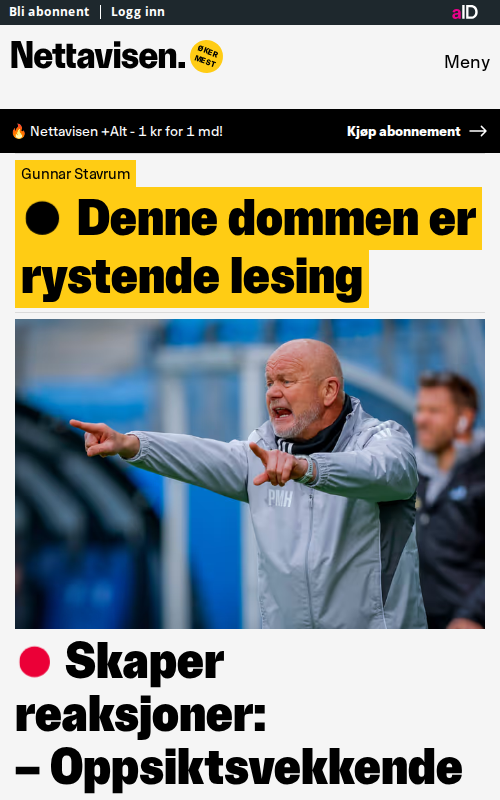 Bli abonnent
Logg inn
aID
Nettavisen.
ØKER
MEST
Meny
🔥 Nettavisen +Alt - 1 kr for 1 md!
Kjøp abonnement →
Gunnar Stavrum
Denne dommen er
rystende lesing
PMH
Skaper
reaksjoner:
– Oppsiktsvekkende